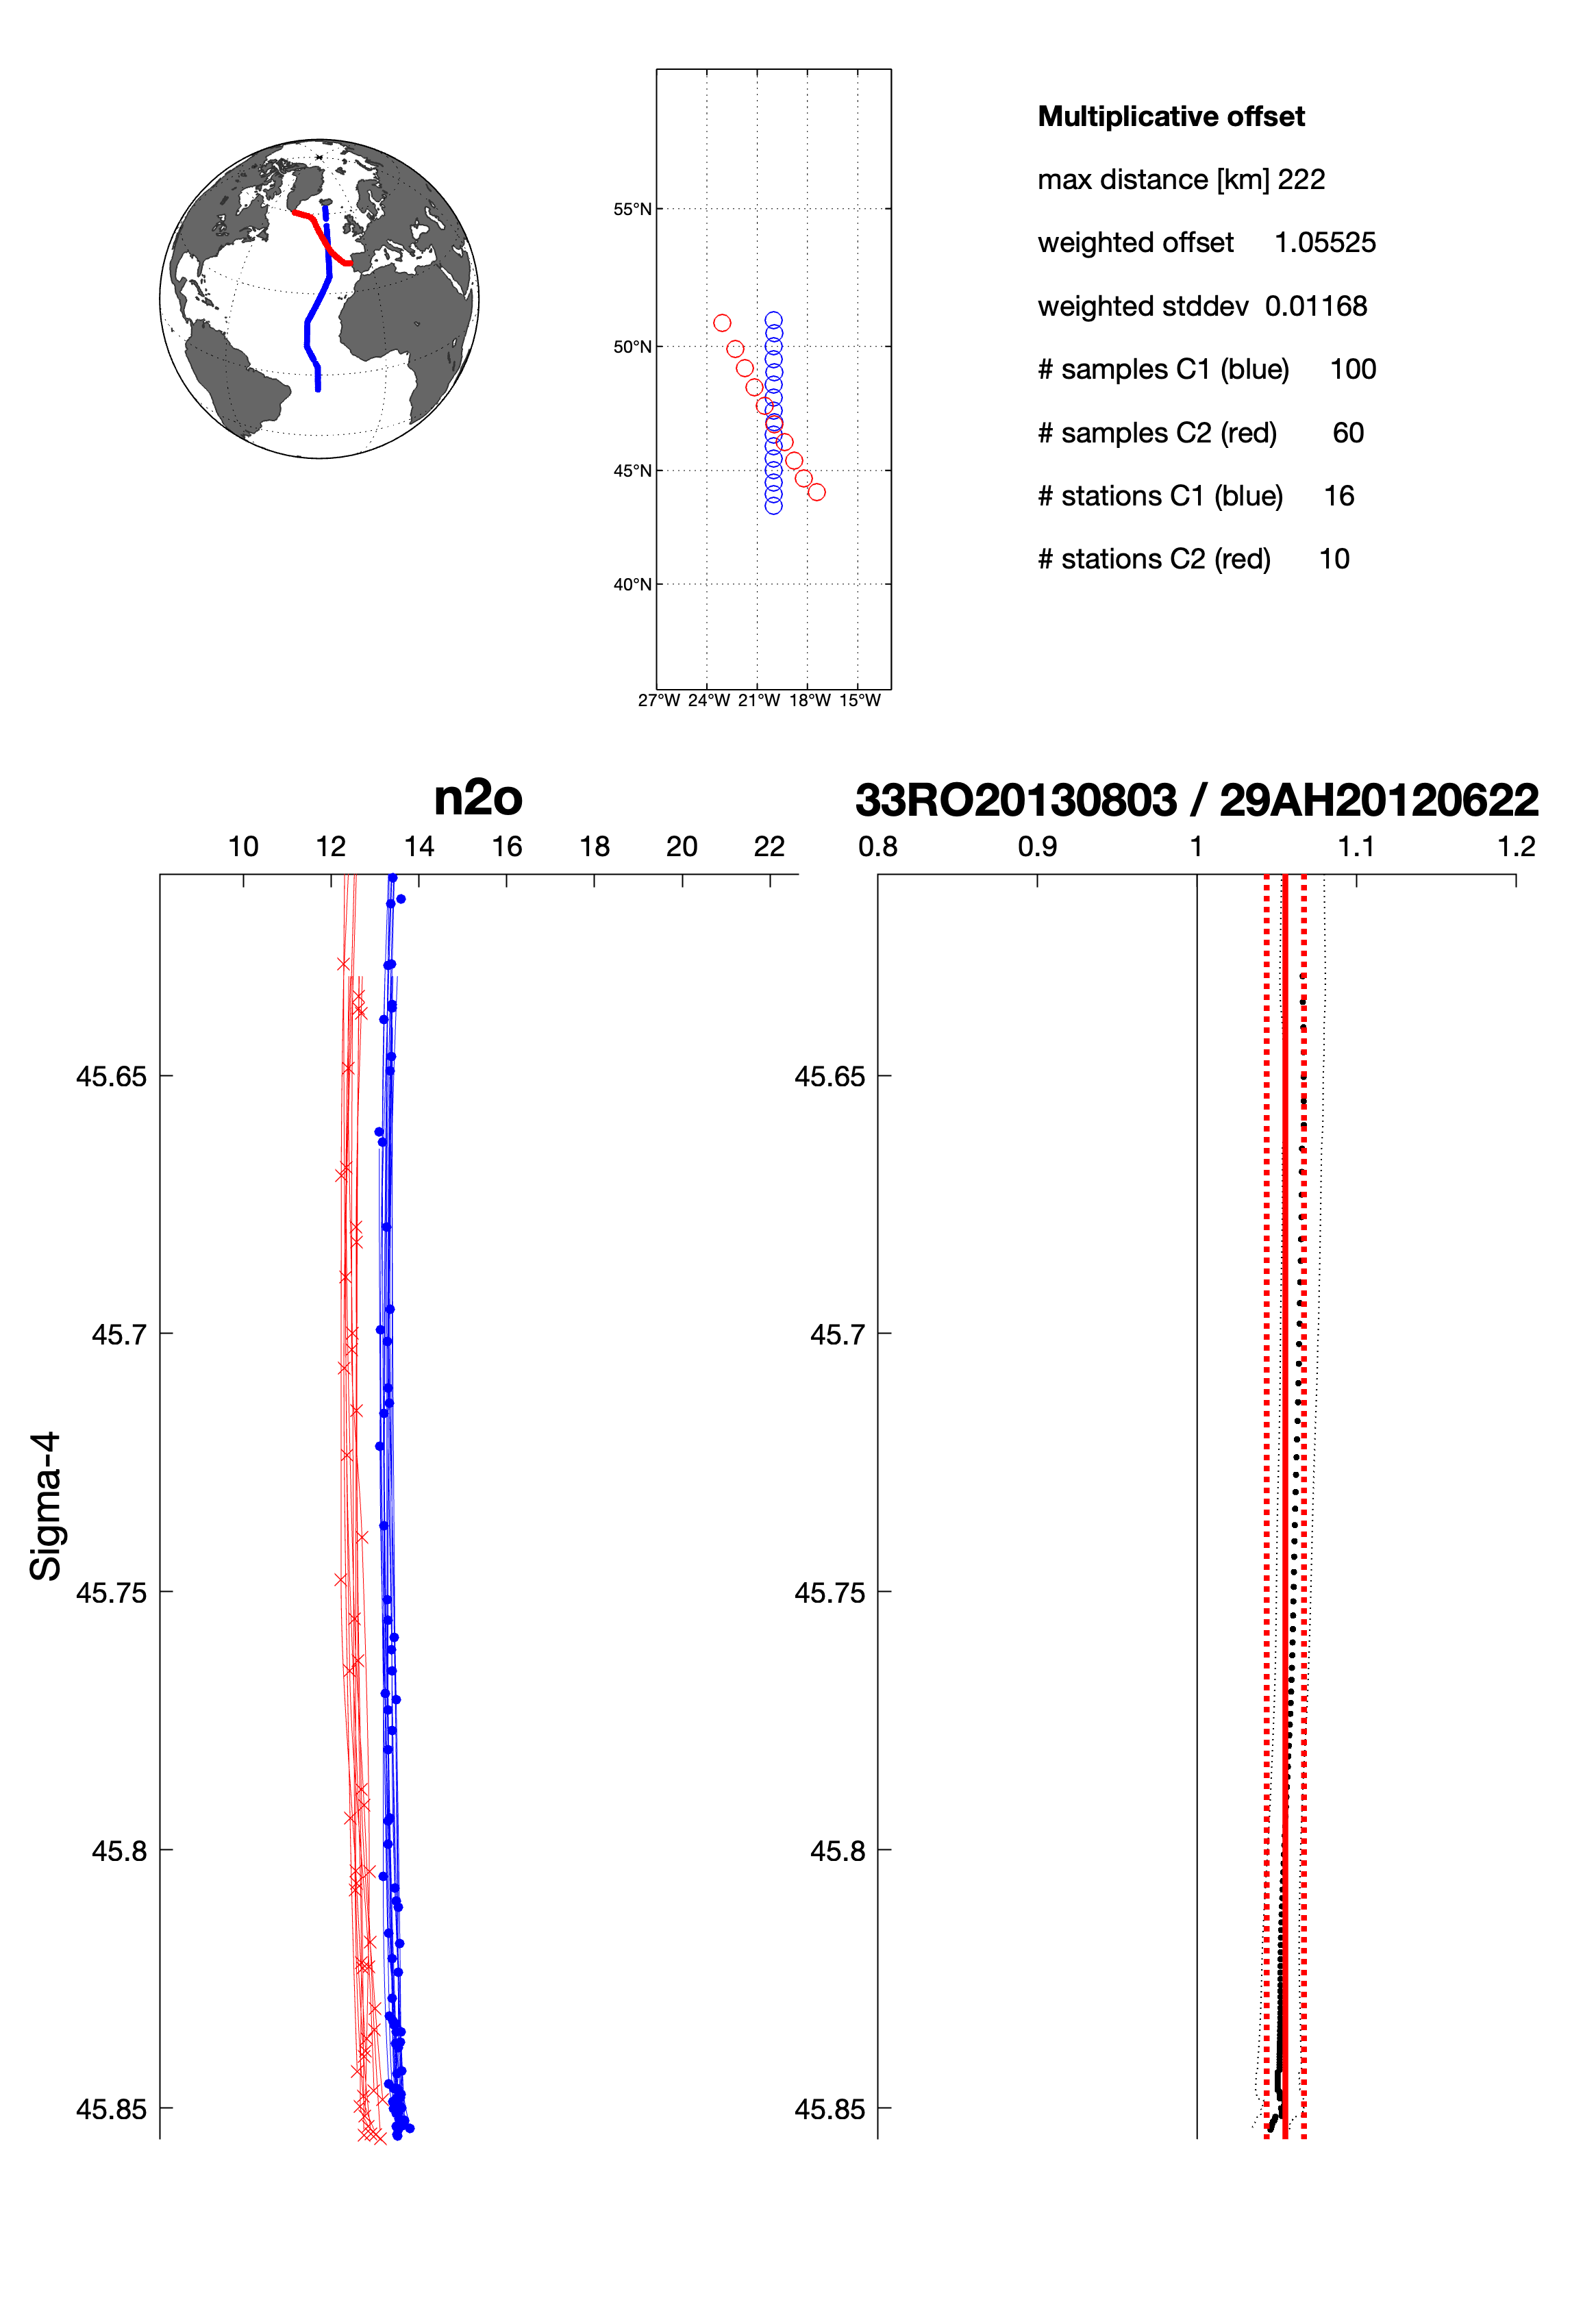 Multiplicative offset
max distance [km] 222
weighted offset 1.05525
weighted stddev 0.01168
# samples C1 (blue) 100
# samples C2 (red) 60
# stations C1 (blue) 16
# stations C2 (red) 10
55°N
50°N
45°N
40°N
27°W 24°W 21°W 18°W 15°W
n2o
10 12 14 16 18 20 22
45.65
45.7
45.75
45.8
45.85
Sigma-4
33RO20130803 / 29AH20120622
0.8 0.9 1 1.1 1.2
45.65
45.7
45.75
45.8
45.85